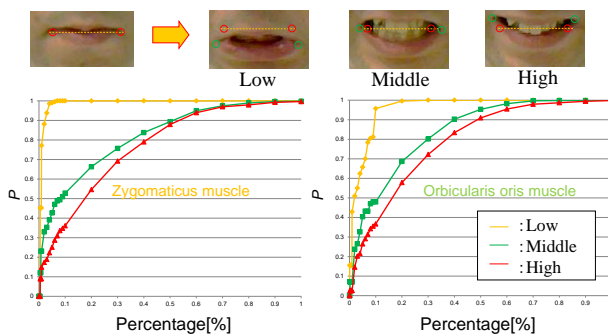 Low
Middle
High
P
1
0.9
0.8
0.7
0.6
0.5
0.4
0.3
0.2
0.1
0
Zygomaticus muscle
0 0.1 0.2 0.3 0.4 0.5 0.6 0.7 0.8 0.9 1
Percentage[%]
P
1
0.9
0.8
0.7
0.6
0.5
0.4
0.3
0.2
0.1
0
Orbicularis oris muscle
:Low
:Middle
:High
0 0.1 0.2 0.3 0.4 0.5 0.6 0.7 0.8 0.9
Percentage[%]